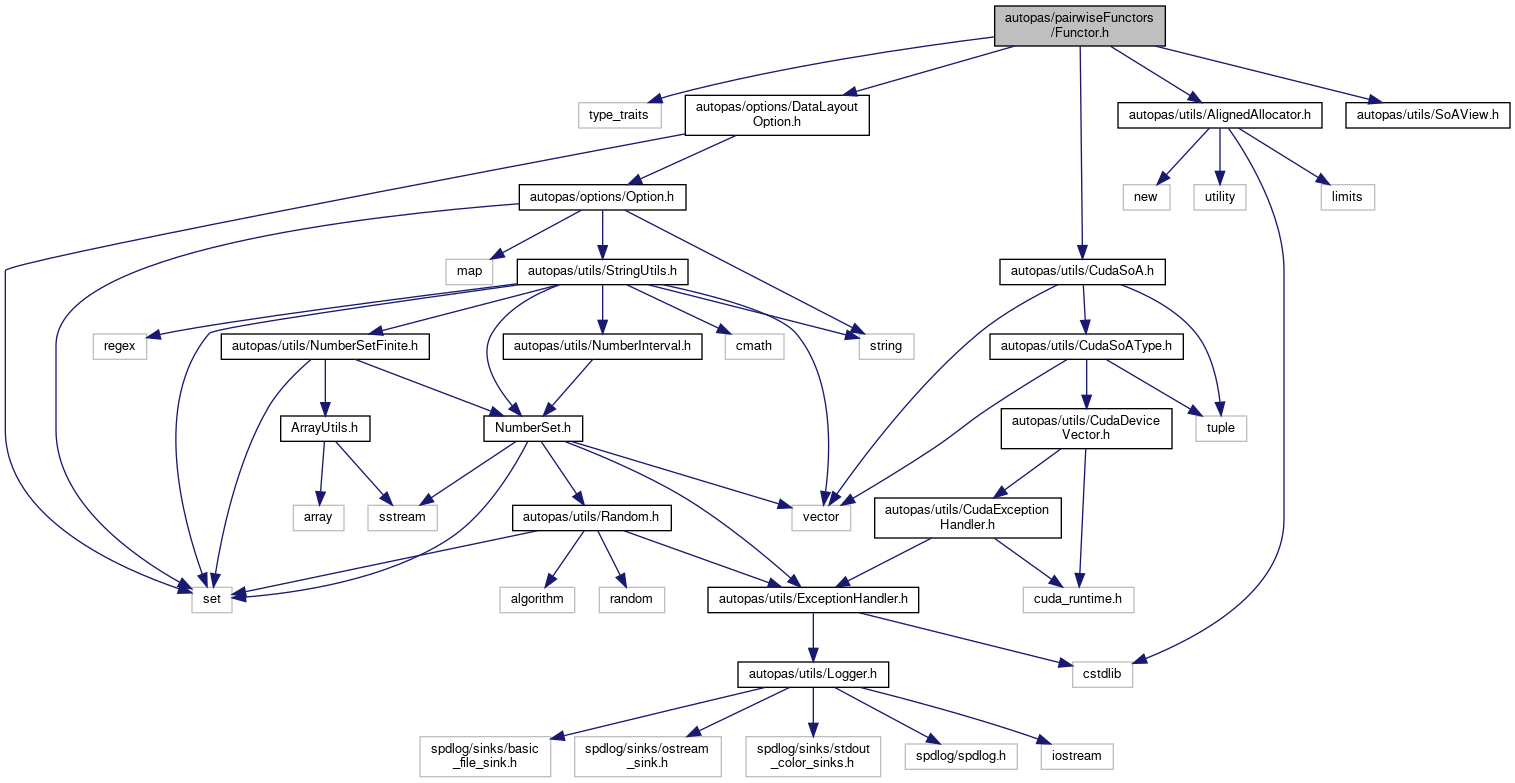 autopas/pairwiseFunctors
/Functor.h
type_traits
autopas/options/DataLayout
Option.h
autopas/utils/AlignedAllocator.h
autopas/utils/SoAView.h
autopas/options/Option.h
new
utility
limits
map
autopas/utils/StringUtils.h
autopas/utils/CudaSoA.h
regex
autopas/utils/NumberSetFinite.h
autopas/utils/NumberInterval.h
cmath
string
autopas/utils/CudaSoAType.h
ArrayUtils.h
NumberSet.h
autopas/utils/CudaDevice
Vector.h
tuple
array
sstream
autopas/utils/Random.h
vector
autopas/utils/CudaException
Handler.h
set
algorithm
random
autopas/utils/ExceptionHandler.h
cuda_runtime.h
autopas/utils/Logger.h
cstdlib
spdlog/sinks/basic
_file_sink.h
spdlog/sinks/ostream
_sink.h
spdlog/sinks/stdout
_color_sinks.h
spdlog/spdlog.h
iostream